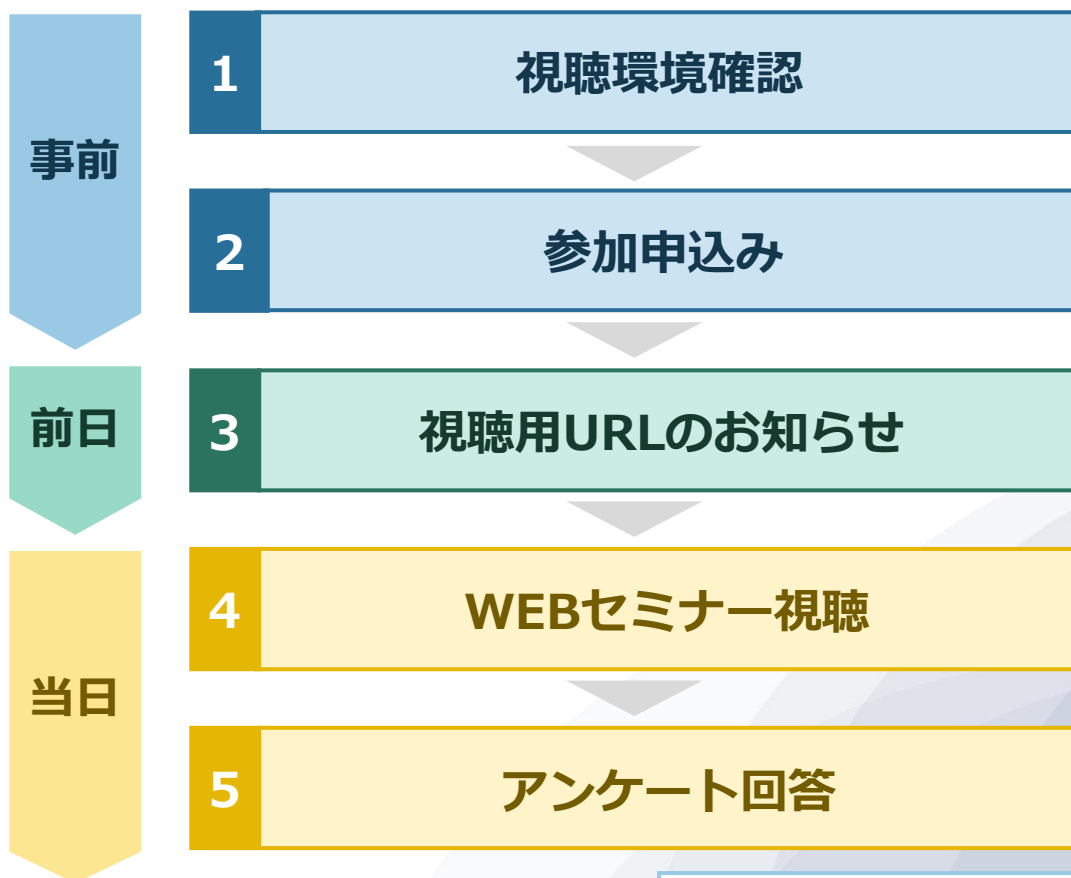 事前
1 視聴環境確認
2 参加申込み
前日
3 視聴用URLのお知らせ
当日
4 WEBセミナー視聴
5 アンケート回答